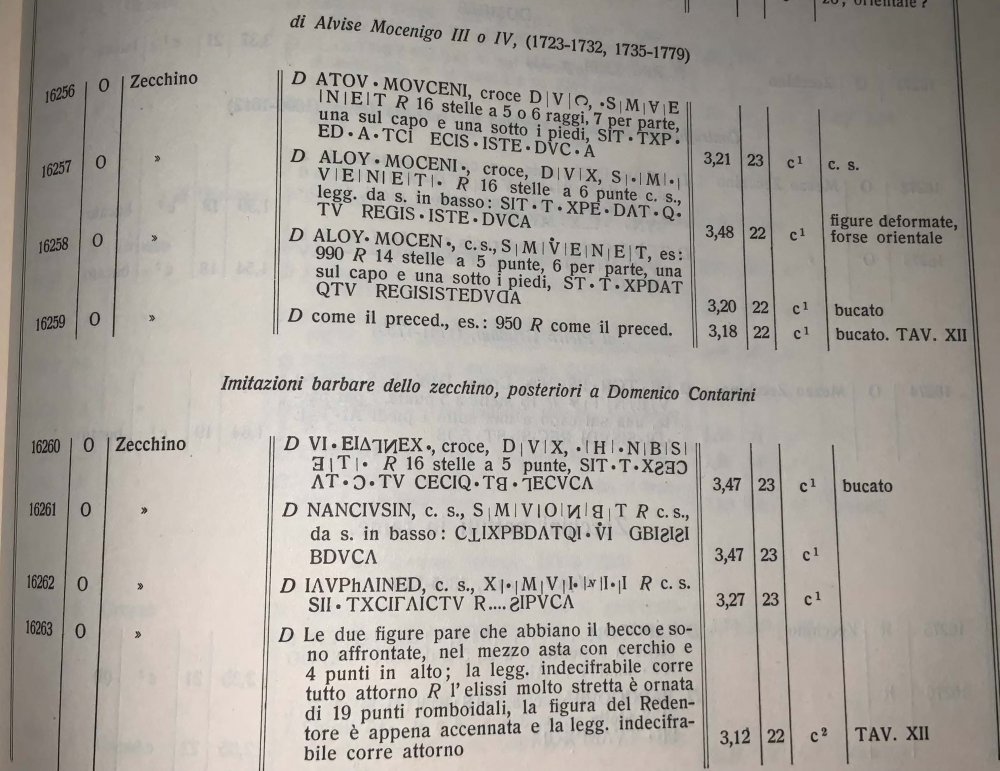 di Alvise Mocenigo III o IV, (1723-1732, 1735-1779)
16256 O Zecchino D ATOV • MOVCENI, croce D|V|Ↄ, •S|M|∀|E
|N|E|T R 16 stelle a 5 o 6 raggi, 7 per parte,
una sul capo e una sotto i piedi, SIT • TXP •
ED • A • TCI ECIS • ISTE • DVC • A 3,21 23 c¹ c. s.
16257 O » D ALOY • MOCENI •, croce, D|V|X, S|•|M|•|
V|E|N|E|T|• R 16 stelle a 6 punte c. s.,
legg. da s. in basso: SIT • T • XPE • DAT • Q •
TV REGIS • ISTE • DVCA 3,48 22 c¹ figure deformate,
forse orientale
16258 O » D ALOY • MOCEN •, c. s., S|M|V̇|E|N|E|T, es:
990 R 14 stelle a 5 punte, 6 per parte, una
sul capo e una sotto i piedi, ST • T • XPDAT
QTV REGISISTEDVᗡA 3,20 22 c¹ bucato
16259 O » D come il preced., es.: 950 R come il preced. 3,18 22 c¹ bucato. TAV. XII
Imitazioni barbare dello zecchino, posteriori a Domenico Contarini
16260 O Zecchino D VI • EIΛ⅂ИEX •, croce, D|V|X, •|H|•|N|B|S|
Ǝ|T|• R 16 stelle a 5 punte, SIT • T • XƧƎƆ
ΛT • Ɔ • TV CECIQ • Tᗺ • ⅂ECVCΛ 3,47 23 c¹ bucato
16261 O » D NANCIVSIN, c. s., S|M|V|O|И|ᗺ|T R c. s.,
da s. in basso: C⊥IXPBDΛTQI • V̇I GBIƧIƧI
BDVCΛ 3,47 23 c¹
16262 O » D IΛVPhΛINED, c. s., X|•|M|V|I•|ᴎ|I•|I R c. s.
SII • TXCIΓΛICTV R.... ƧIPVCΛ 3,27 23 c¹
16263 O » D Le due figure pare che abbiano il becco e so-
no affrontate, nel mezzo asta con cerchio e
4 punti in alto; la legg. indecifrabile corre
tutto attorno R l'elissi molto stretta è ornata
di 19 punti romboidali, la figura del Reden-
tore è appena accennata e la legg. indecifra-
bile corre attorno 3,12 22 c² TAV. XII